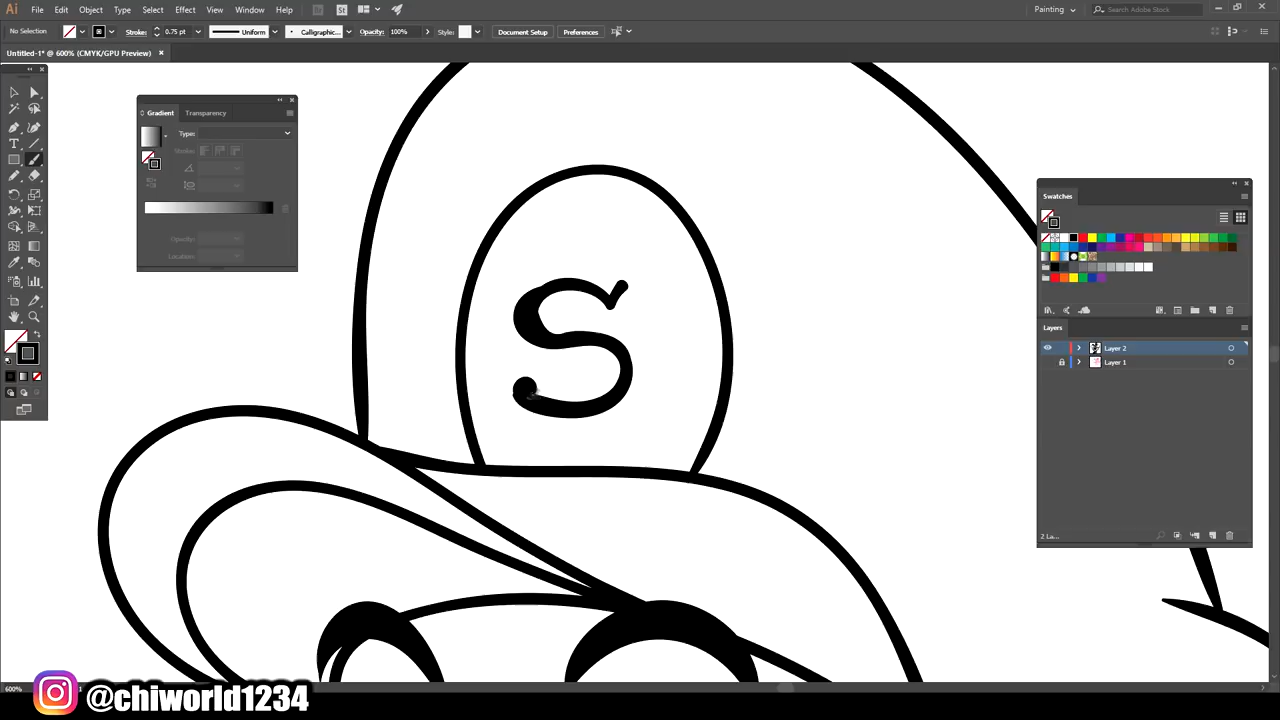 Ai File Edit Object Type Select Effect View Window Help Br St Painting Search Adobe Stock
No Selection Stroke: 0.75 pt Uniform Calligraphic... Opacity: 100% Style: Document Setup Preferences
Untitled-1* @ 600% (CMYK/GPU Preview)
Gradient Transparency
Type:
Stroke:
Opacity:
Location:
S
Swatches
Layers
Layer 2
Layer 1
2 La...
600%
@chiworld1234